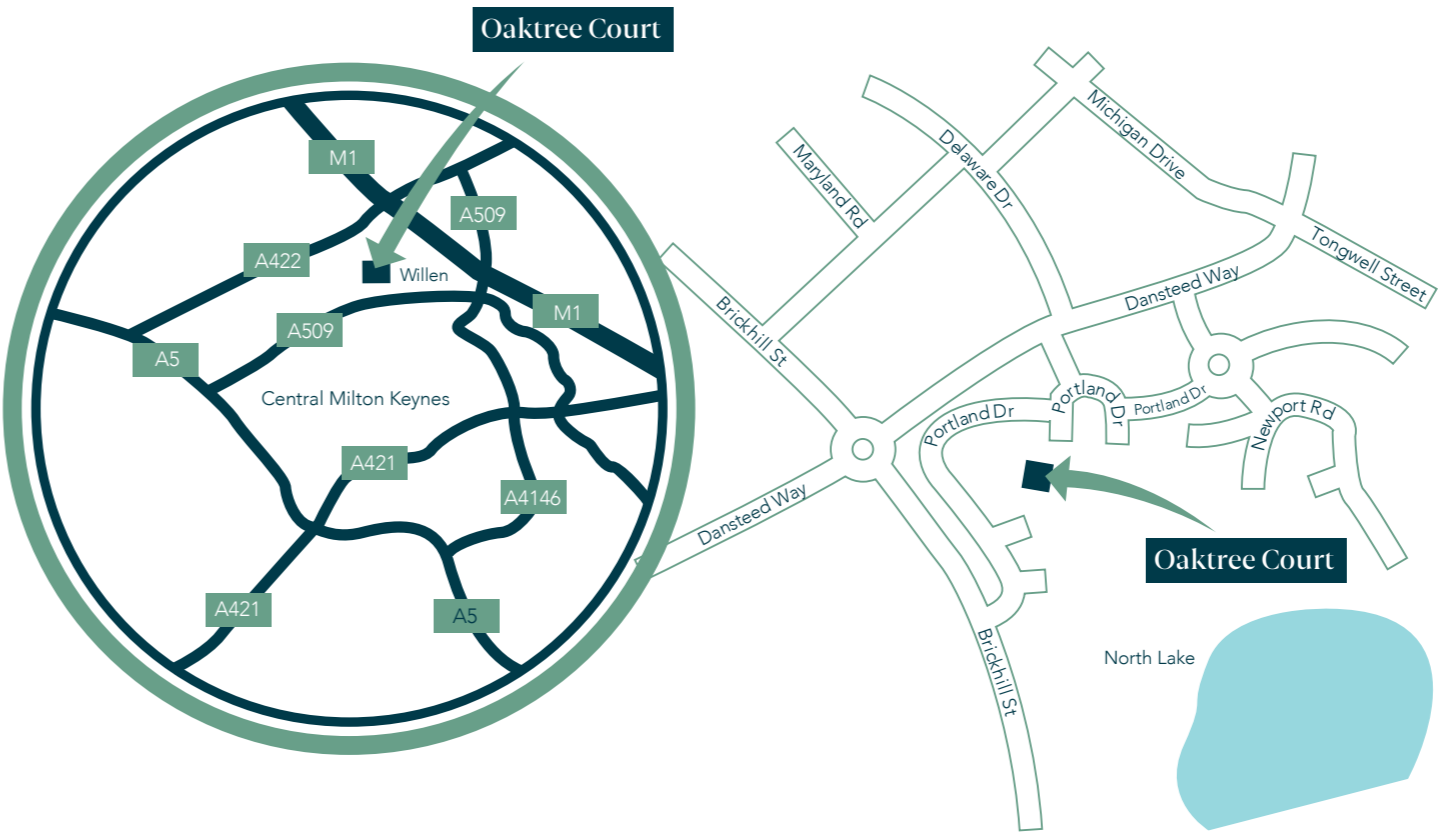 Oaktree Court
M1
A509
A422
Willen
M1
A509
A5
Central Milton Keynes
A421
A4146
A421
A5
Michigan Drive
Delaware Dr
Maryland Rd
Tongwell Street
Dansteed Way
Brickhill St
Portland Dr
Portland Dr
Portland Dr
Newport Rd
Dansteed Way
Oaktree Court
North Lake
Brickhill St